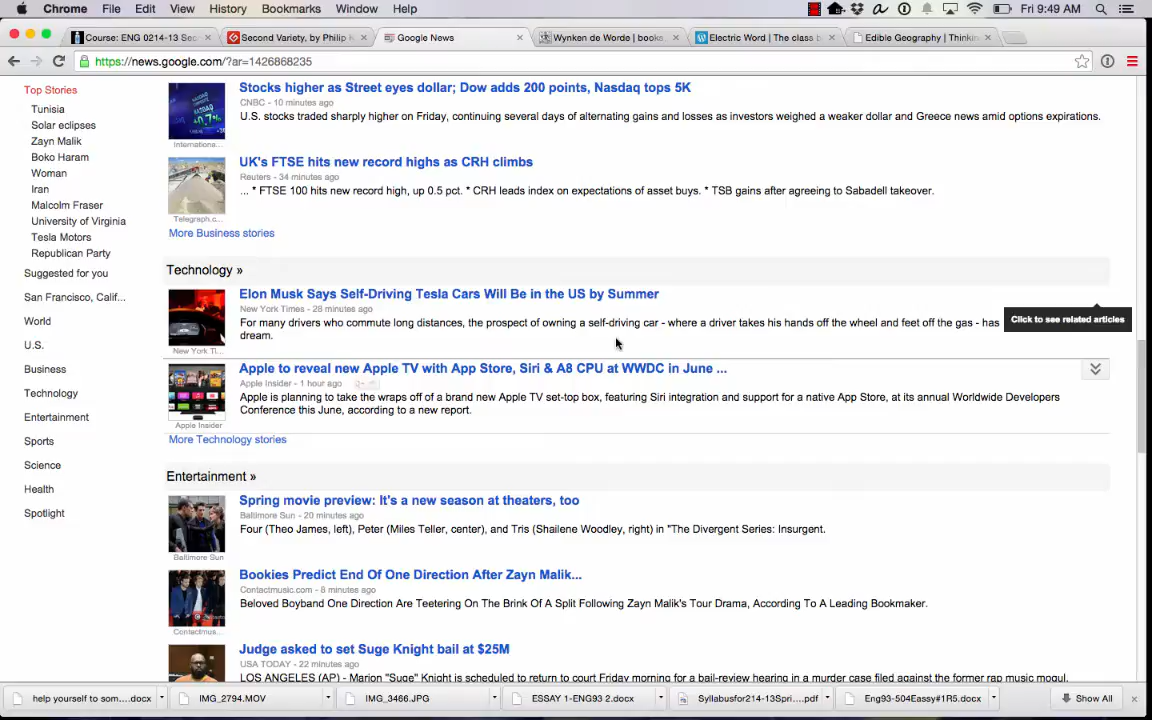 Chrome File Edit View History Bookmarks Window Help Fri 9:49 AM
Course: ENG 0214-13 Sec
Second Variety, by Philip
Google News
Wynken de Worde | books
Electric Word | The class b
Edible Geography | Thinkin
https://news.google.com/?ar=1426868235
Top Stories
Tunisia
Solar eclipses
Zayn Malik
Boko Haram
Woman
Iran
Malcolm Fraser
University of Virginia
Tesla Motors
Republican Party
Suggested for you
San Francisco, Calif...
World
U.S.
Business
Technology
Entertainment
Sports
Science
Health
Spotlight
Stocks higher as Street eyes dollar; Dow adds 200 points, Nasdaq tops 5K
CNBC - 10 minutes ago
U.S. stocks traded sharply higher on Friday, continuing several days of alternating gains and losses as investors weighed a weaker dollar and Greece news amid options expirations.
Internationa...
UK's FTSE hits new record highs as CRH climbs
Reuters - 34 minutes ago
... * FTSE 100 hits new record high, up 0.5 pct. * CRH leads index on expectations of asset buys. * TSB gains after agreeing to Sabadell takeover.
Telegraph.c...
More Business stories
Technology »
Elon Musk Says Self-Driving Tesla Cars Will Be in the US by Summer
New York Times - 28 minutes ago
For many drivers who commute long distances, the prospect of owning a self-driving car - where a driver takes his hands off the wheel and feet off the gas - has
dream.
New York Ti...
Click to see related articles
Apple to reveal new Apple TV with App Store, Siri & A8 CPU at WWDC in June ...
Apple Insider - 1 hour ago
Apple is planning to take the wraps off of a brand new Apple TV set-top box, featuring Siri integration and support for a native App Store, at its annual Worldwide Developers
Conference this June, according to a new report.
Apple Insider
More Technology stories
Entertainment »
Spring movie preview: It's a new season at theaters, too
Baltimore Sun - 20 minutes ago
Four (Theo James, left), Peter (Miles Teller, center), and Tris (Shailene Woodley, right) in "The Divergent Series: Insurgent.
Baltimore Sun
Bookies Predict End Of One Direction After Zayn Malik...
Contactmusic.com - 8 minutes ago
Beloved Boyband One Direction Are Teetering On The Brink Of A Split Following Zayn Malik's Tour Drama, According To A Leading Bookmaker.
Contactmus...
Judge asked to set Suge Knight bail at $25M
USA TODAY - 22 minutes ago
LOS ANGELES (AP) - Marion "Suge" Knight is scheduled to return to court Friday morning for a bail-review hearing in a murder case filed against the former rap music mogul.
help yourself to som....docx
IMG_2794.MOV
IMG_3466.JPG
ESSAY 1-ENG93 2.docx
Syllabusfor214-13Spri....pdf
Eng93-504Eassy#1R5.docx
Show All